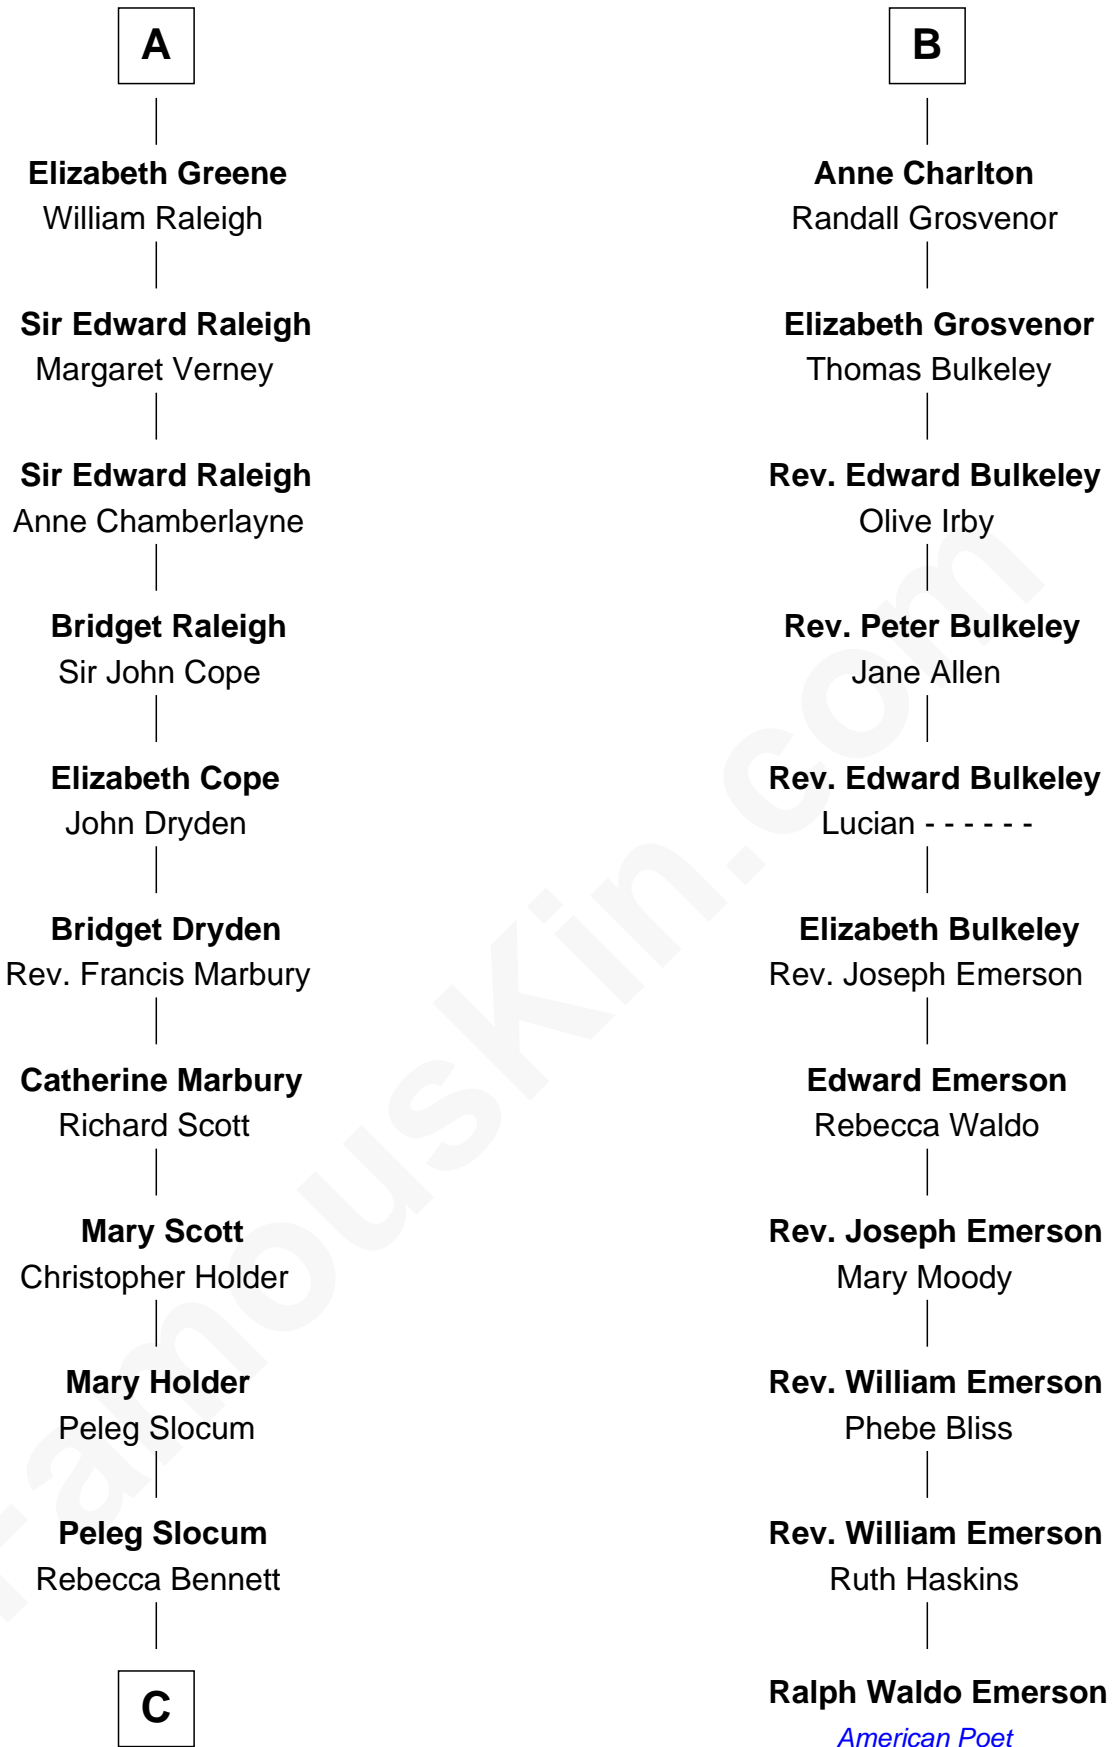 A
Elizabeth Greene
William Raleigh
Sir Edward Raleigh
Margaret Verney
Sir Edward Raleigh
Anne Chamberlayne
Bridget Raleigh
Sir John Cope
Elizabeth Cope
John Dryden
Bridget Dryden
Rev. Francis Marbury
Catherine Marbury
Richard Scott
Mary Scott
Christopher Holder
Mary Holder
Peleg Slocum
Peleg Slocum
Rebecca Bennett
C
B
Anne Charlton
Randall Grosvenor
Elizabeth Grosvenor
Thomas Bulkeley
Rev. Edward Bulkeley
Olive Irby
Rev. Peter Bulkeley
Jane Allen
Rev. Edward Bulkeley
Lucian - - - - - -
Elizabeth Bulkeley
Rev. Joseph Emerson
Edward Emerson
Rebecca Waldo
Rev. Joseph Emerson
Mary Moody
Rev. William Emerson
Phebe Bliss
Rev. William Emerson
Ruth Haskins
Ralph Waldo Emerson
American Poet
FamousKin.com